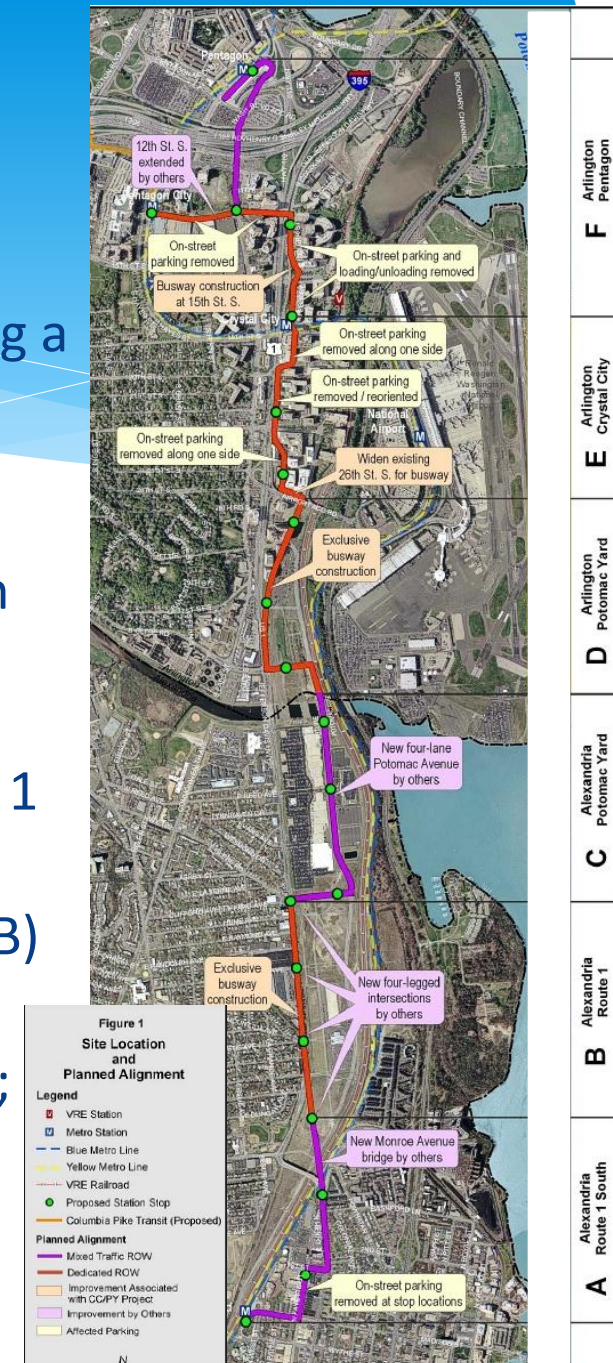 g a
n
1
B)
;
Pentagon
395
BOUNDARY CHANNEL
12th St. S.
extended
by others
Pentagon City
On-street
parking removed
On-street parking and
loading/unloading removed
Busway construction
at 15th St. S.
Crystal City
1
On-street parking
removed along one side
Ronald
Reagan
Washington
National
Airport
On-street parking
removed / reoriented
On-street parking
removed along one side
Widen existing
26th St. S. for busway
Exclusive
busway
construction
New four-lane
Potomac Avenue
by others
Exclusive
busway
construction
New four-legged
intersections
by others
New Monroe Avenue
bridge by others
On-street parking
removed at stop locations
F
Arlington
Pentagon
E
Arlington
Crystal City
D
Arlington
Potomac Yard
C
Alexandria
Potomac Yard
B
Alexandria
Route 1
A
Alexandria
Route 1 South
Figure 1
Site Location
and
Planned Alignment
Legend
V VRE Station
M Metro Station
Blue Metro Line
Yellow Metro Line
VRE Railroad
Proposed Station Stop
Columbia Pike Transit (Proposed)
Planned Alignment
Mixed Traffic ROW
Dedicated ROW
Improvement Associated
with CC/PY Project
Improvement by Others
Affected Parking
N